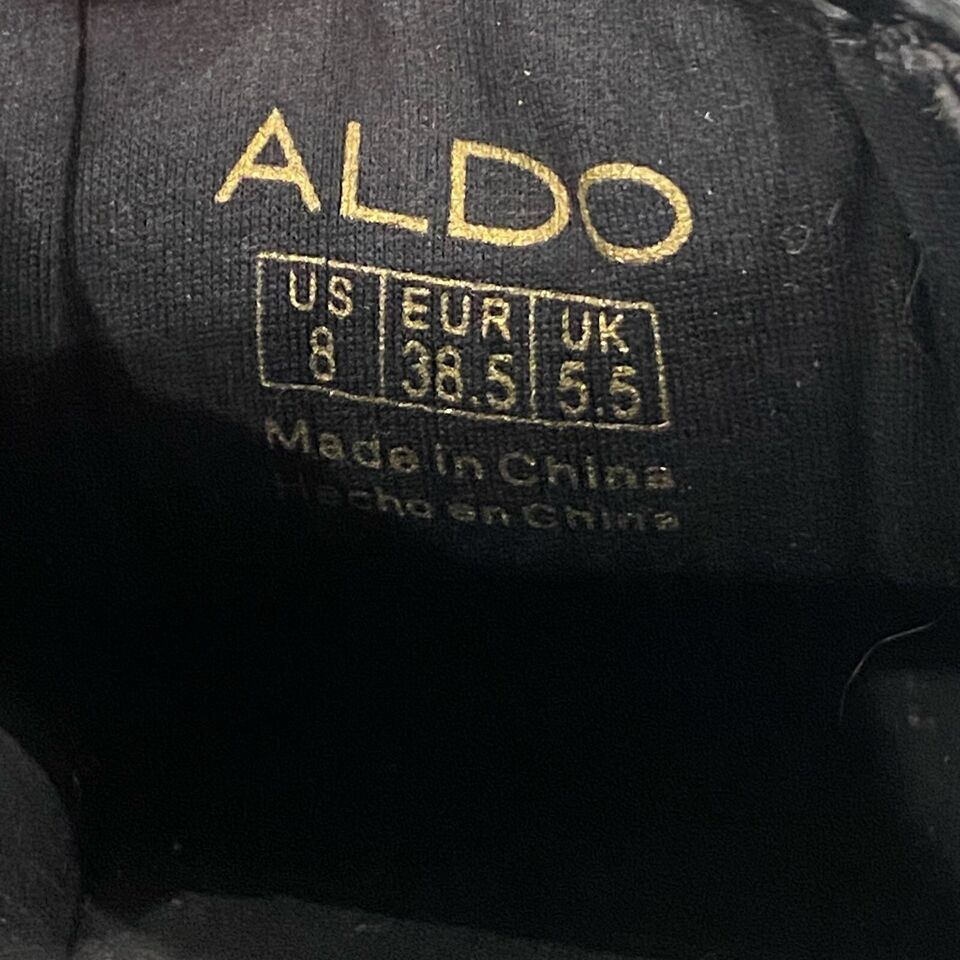 ALDO
US EUR UK
8 38.5 5.5
Made in China
Hecho en China